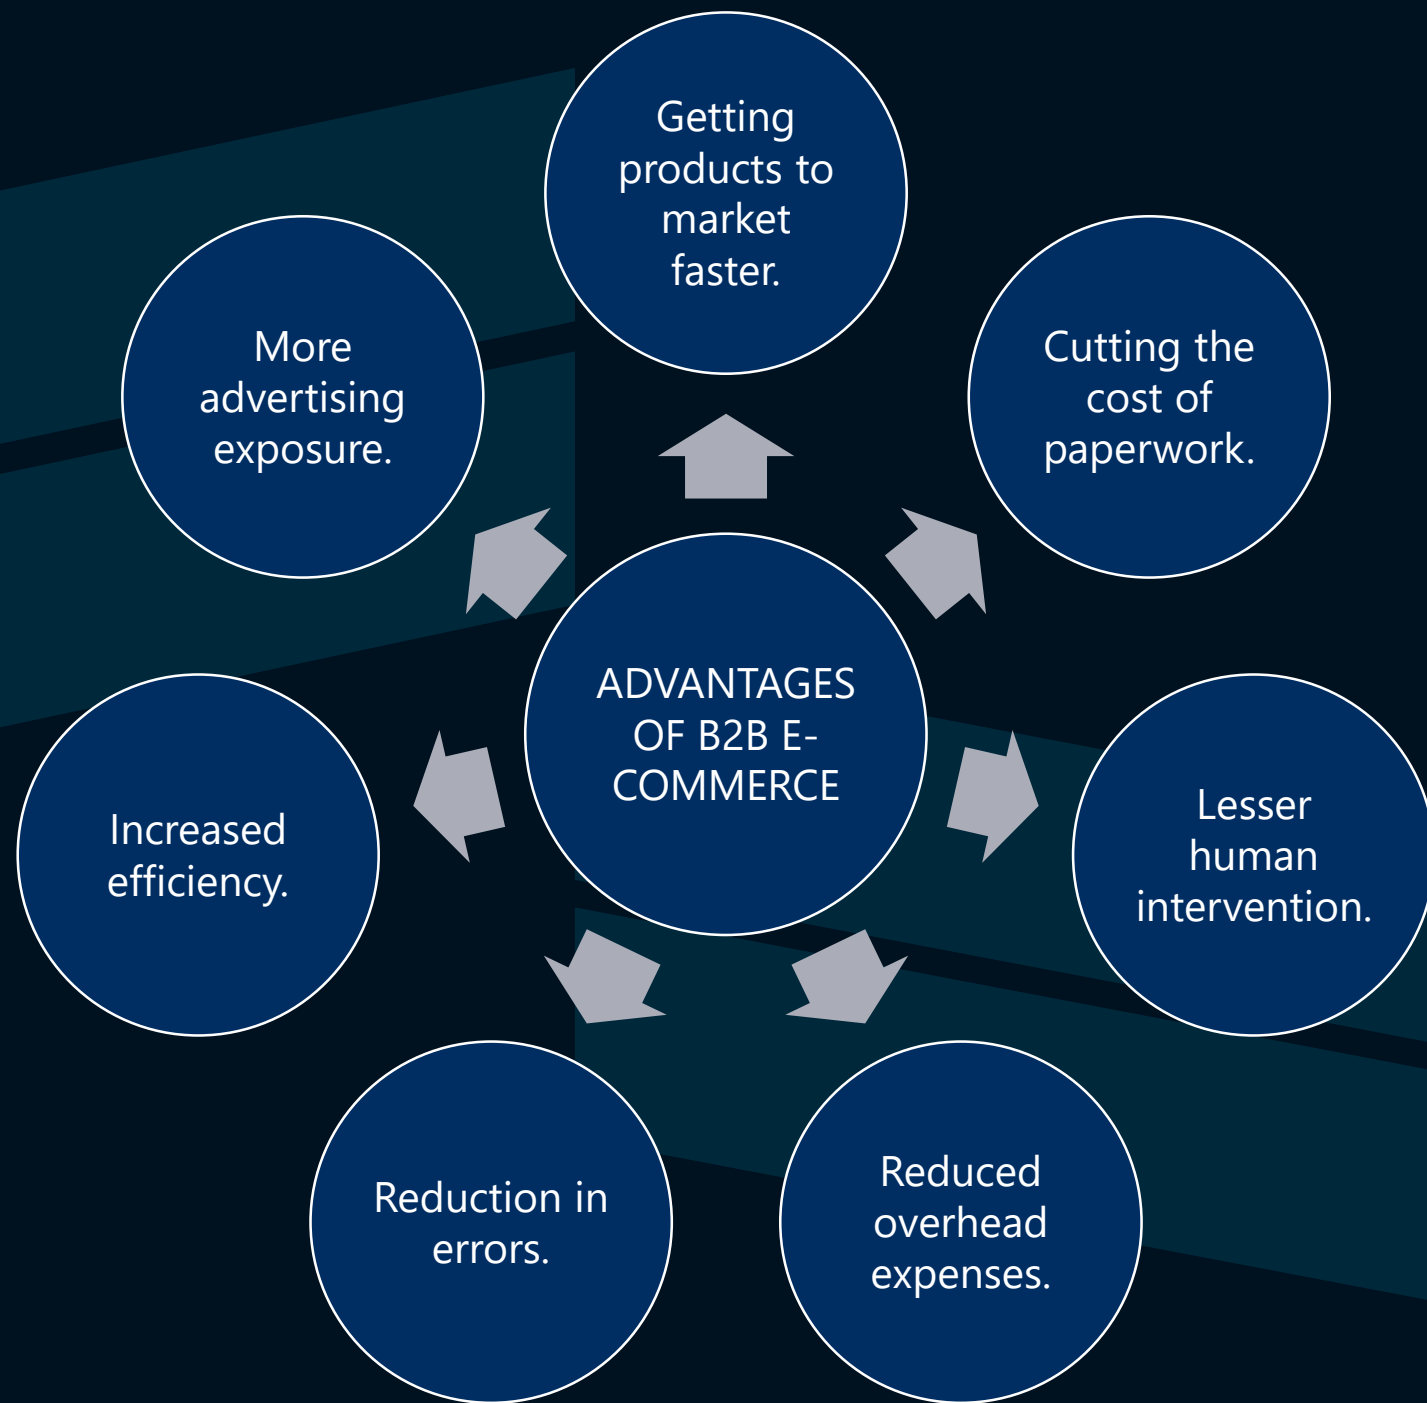 Getting
products to
market
faster.
Cutting the
cost of
paperwork.
Lesser
human
intervention.
Reduced
overhead
expenses.
Reduction in
errors.
Increased
efficiency.
More
advertising
exposure.
ADVANTAGES
OF B2B E-
COMMERCE